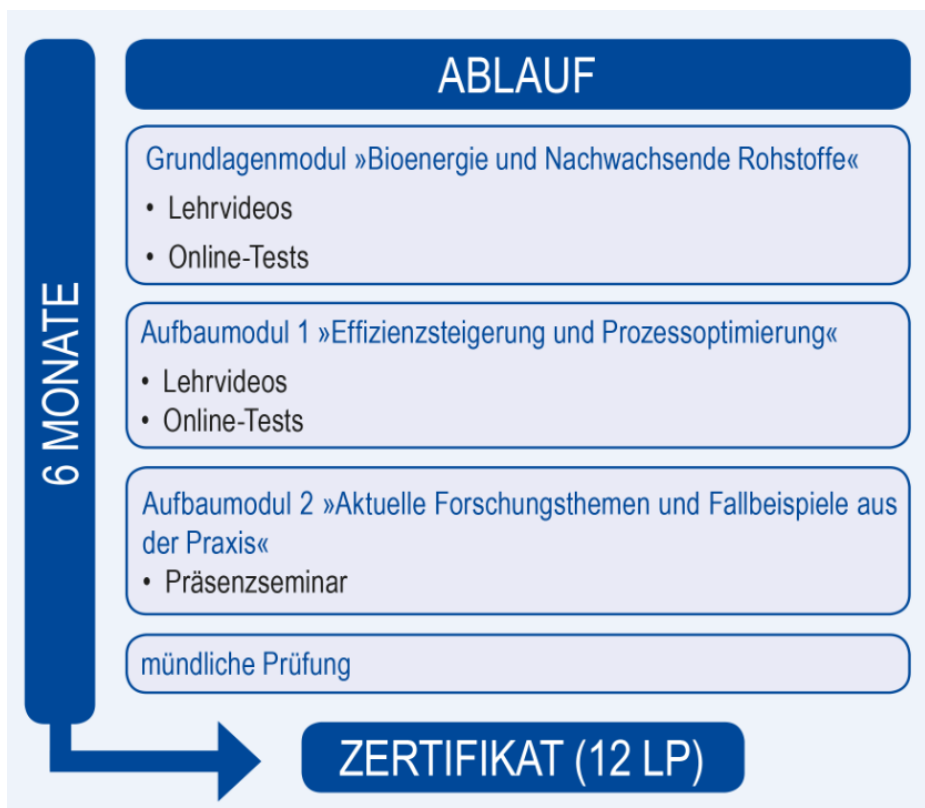 ABLAUF
Grundlagenmodul »Bioenergie und Nachwachsende Rohstoffe«
• Lehrvideos
• Online-Tests
Aufbaumodul 1 »Effizienzsteigerung und Prozessoptimierung«
• Lehrvideos
• Online-Tests
Aufbaumodul 2 »Aktuelle Forschungsthemen und Fallbeispiele aus
der Praxis«
• Präsenzseminar
mündliche Prüfung
6 MONATE
ZERTIFIKAT (12 LP)